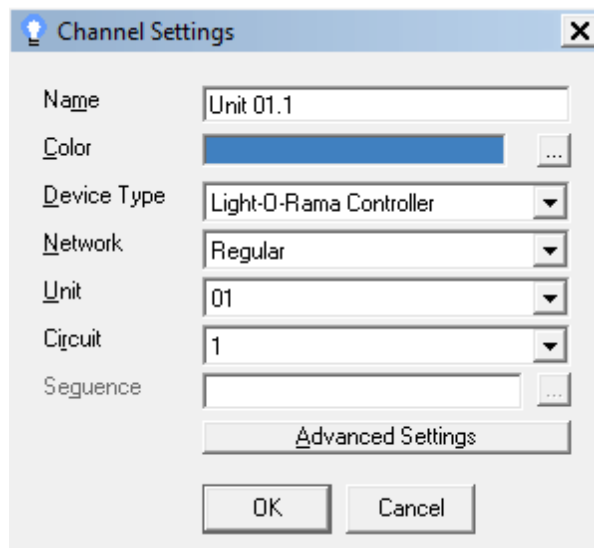 Channel Settings
Name Unit 01.1
Color ...
Device Type Light-O-Rama Controller
Network Regular
Unit 01
Circuit 1
Seguence ...
Advanced Settings
OK Cancel